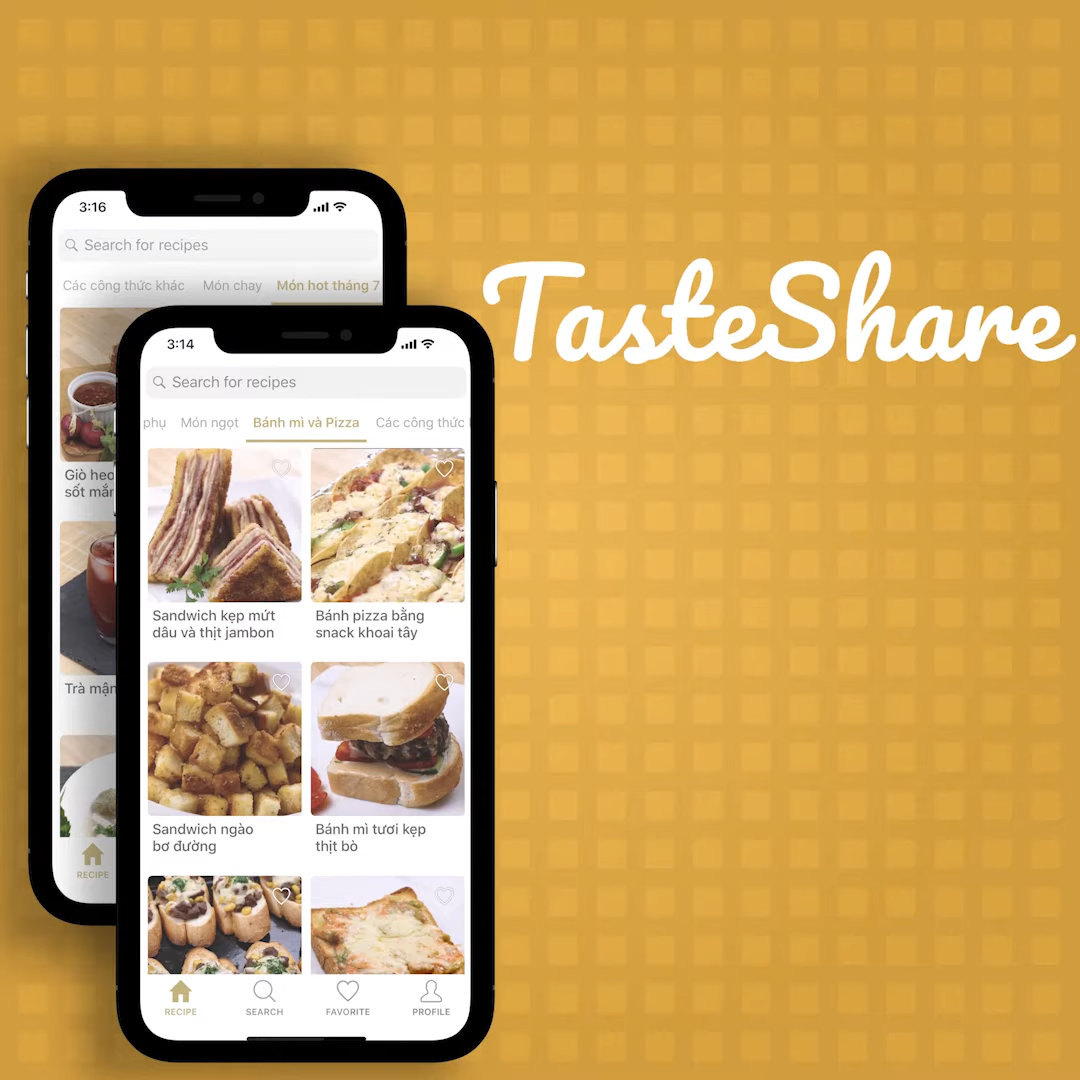 3:16
Search for recipes
Các công thức khác Món chay Món hot tháng 7
Giò heo
sốt
Trà
RECIPE
TasteShare
3:14
Search for recipes
phụ Món ngọt Bánh mì và Pizza Các công thức
Sandwich kẹp mứt
dâu và thịt jambon
Bánh pizza bằng
snack khoai tây
Sandwich ngào
bơ đường
Bánh mì tươi kẹp
thịt bò
RECIPE SEARCH FAVORITE PROFILE